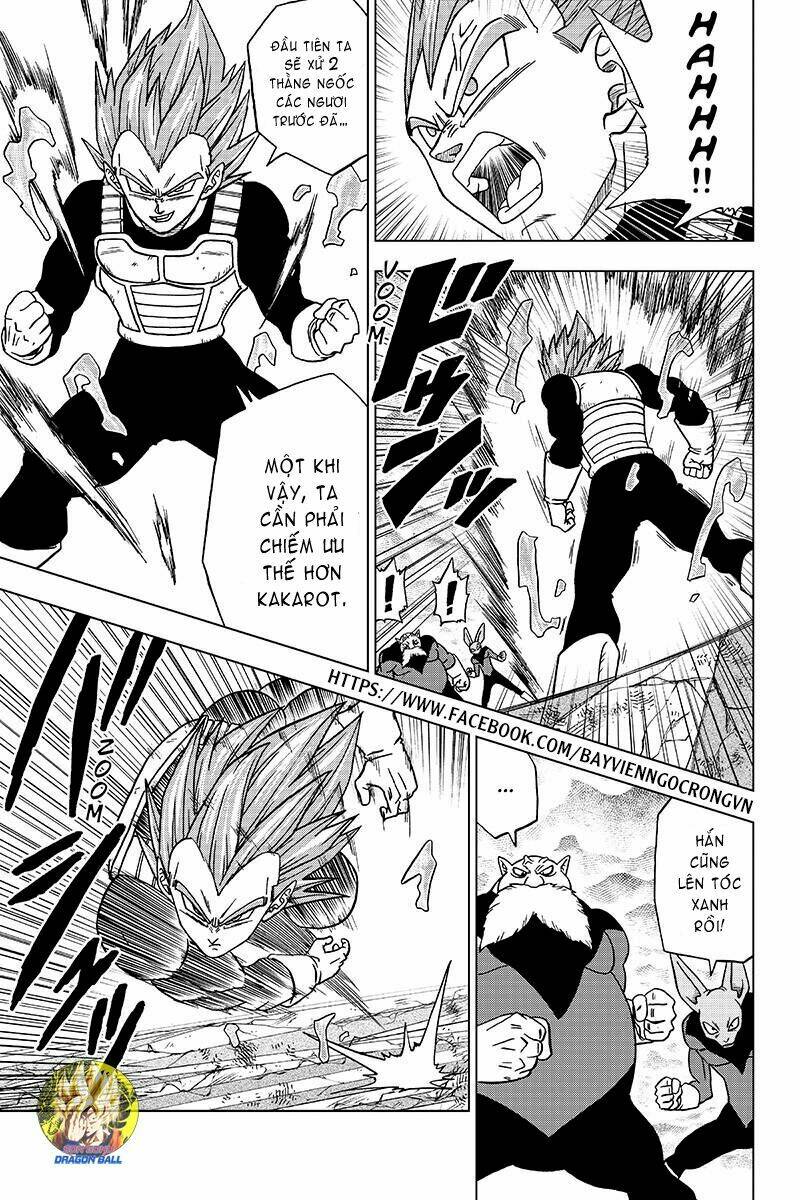 HAHHH!!
VOOM
ドン
!
!
ĐẦU TIÊN TA
SẼ XỬ 2
THẰNG NGỐC
CÁC NGƯƠI
TRƯỚC ĐÃ...
MỘT KHI
VẬY, TA
CẦN PHẢI
CHIẾM ƯU
THẾ HƠN
KAKAROT.
HTTPS://WWW.FACEBOOK.COM/BAYVIENNGOCRONGVN
HẮN
CŨNG
LÊN TÓC
XANH
RỒI!
...
ZOOM
DRAGON BALL